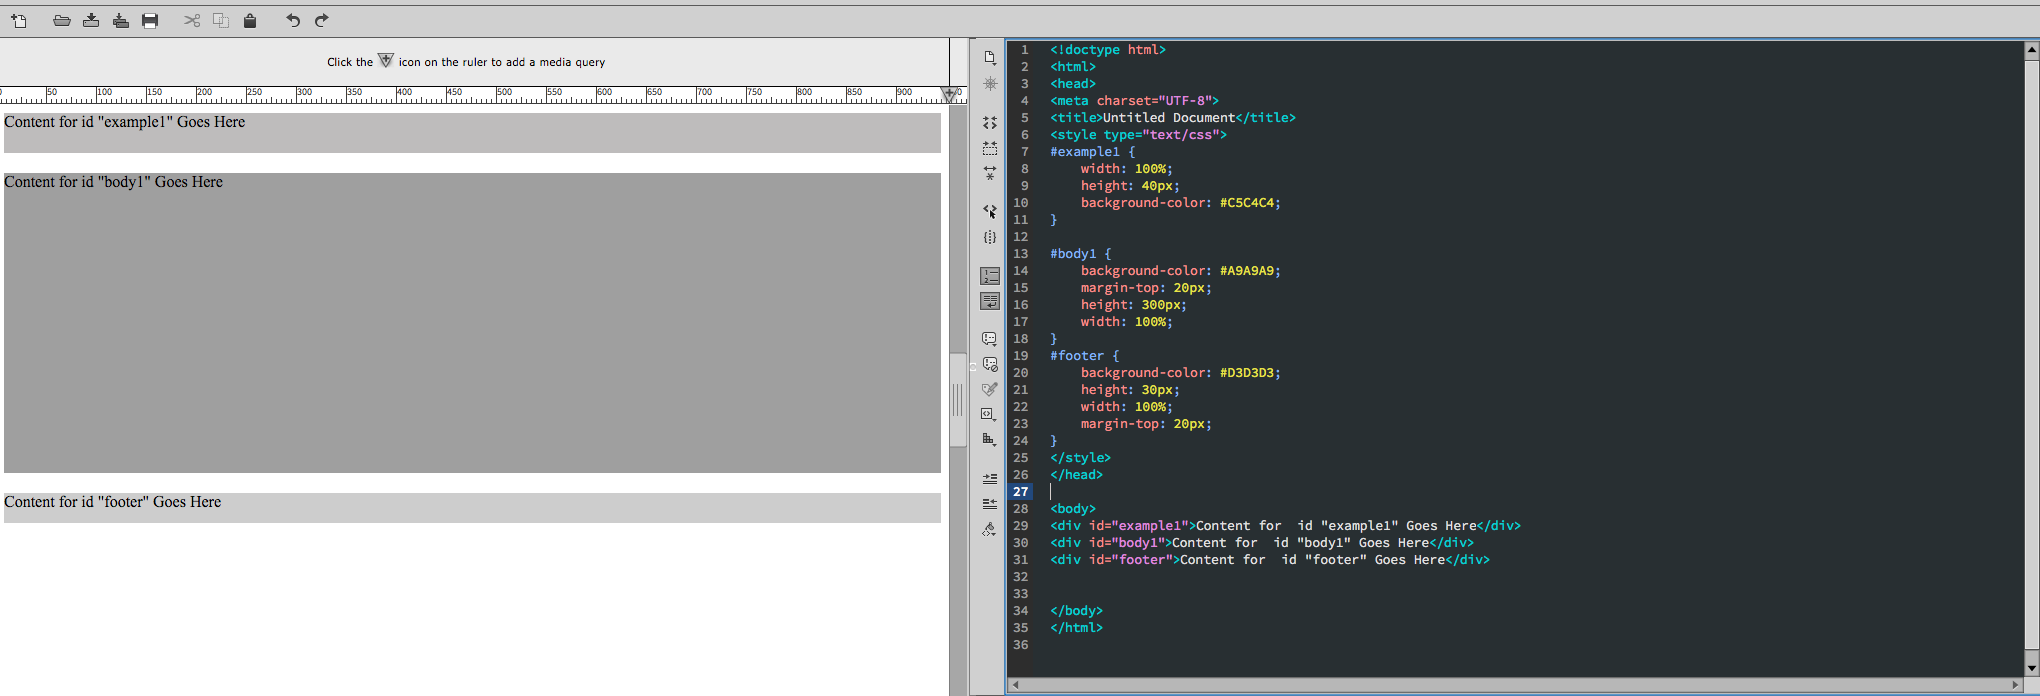 Click the icon on the ruler to add a media query
50 100 150 200 250 300 350 400 450 500 550 600 650 700 750 800 850 900
Content for id "example1" Goes Here
Content for id "body1" Goes Here
Content for id "footer" Goes Here
1 <!doctype html>
2 <html>
3 <head>
4 <meta charset="UTF-8">
5 <title>Untitled Document</title>
6 <style type="text/css">
7 #example1 {
8     width: 100%;
9     height: 40px;
10     background-color: #C5C4C4;
11 }
12
13 #body1 {
14     background-color: #A9A9A9;
15     margin-top: 20px;
16     height: 300px;
17     width: 100%;
18 }
19 #footer {
20     background-color: #D3D3D3;
21     height: 30px;
22     width: 100%;
23     margin-top: 20px;
24 }
25 </style>
26 </head>
27
28 <body>
29 <div id="example1">Content for  id "example1" Goes Here</div>
30 <div id="body1">Content for  id "body1" Goes Here</div>
31 <div id="footer">Content for  id "footer" Goes Here</div>
32
33
34 </body>
35 </html>
36